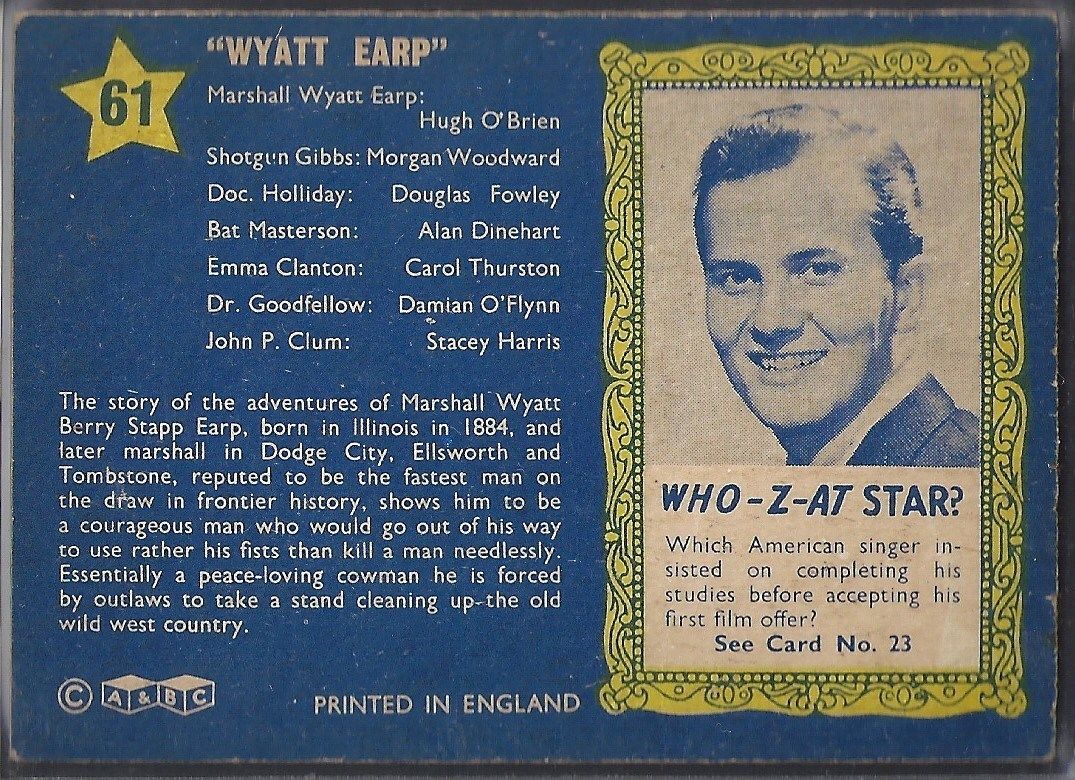 61
"WYATT EARP"
Marshall Wyatt Earp:
Hugh O'Brien
Shotgun Gibbs: Morgan Woodward
Doc. Holliday: Douglas Fowley
Bat Masterson: Alan Dinehart
Emma Clanton: Carol Thurston
Dr. Goodfellow: Damian O'Flynn
John P. Clum: Stacey Harris
The story of the adventures of Marshall Wyatt
Berry Stapp Earp, born in Illinois in 1884, and
later marshall in Dodge City, Ellsworth and
Tombstone, reputed to be the fastest man on
the draw in frontier history, shows him to be
a courageous man who would go out of his way
to use rather his fists than kill a man needlessly.
Essentially a peace-loving cowman he is forced
by outlaws to take a stand cleaning up the old
wild west country.
© A & B C
PRINTED IN ENGLAND
WHO-Z-AT STAR?
Which American singer in-
sisted on completing his
studies before accepting his
first film offer?
See Card No. 23